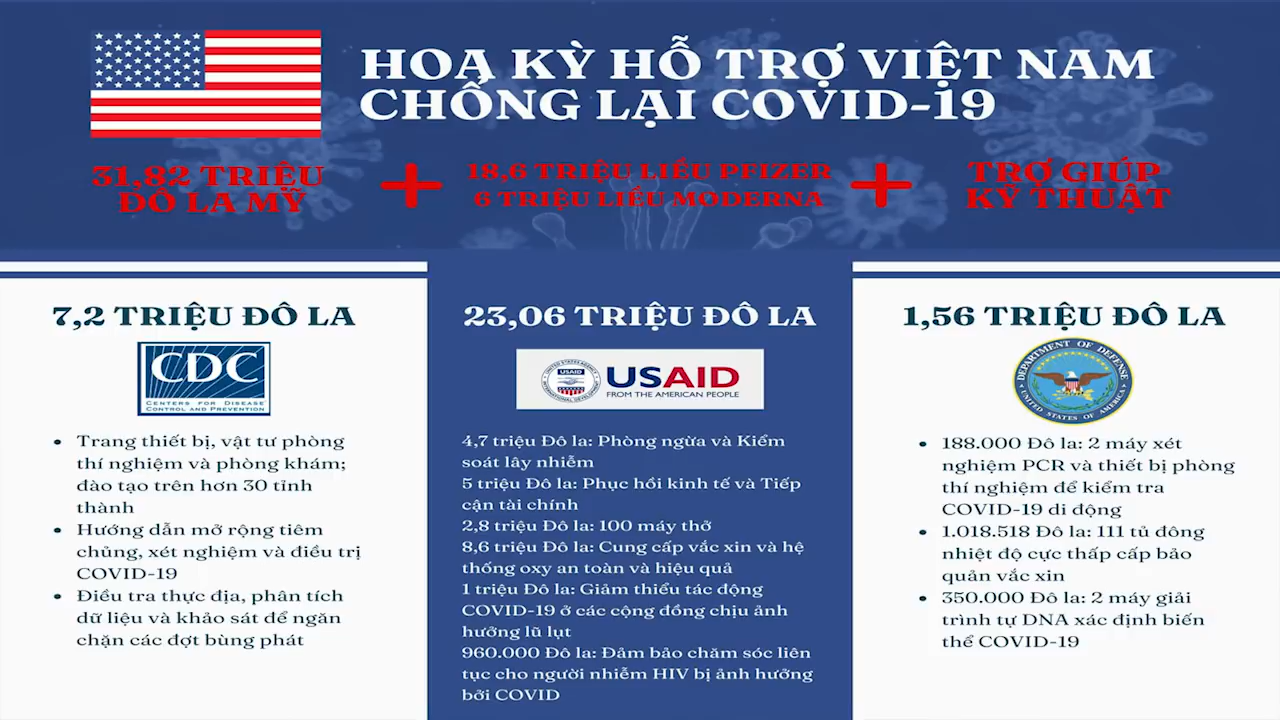 HOA KỲ HỖ TRỢ VIỆT NAM
CHỐNG LẠI COVID-19
31,82 TRIỆU
ĐÔ LA MỸ
+
18,6 TRIỆU LIỀU PFIZER
6 TRIỆU LIỀU MODERNA
+
TRỢ GIÚP
KỸ THUẬT
7,2 TRIỆU ĐÔ LA
CDC
CENTERS FOR DISEASE
CONTROL AND PREVENTION
• Trang thiết bị, vật tư phòng
thí nghiệm và phòng khám;
đào tạo trên hơn 30 tỉnh
thành
• Hướng dẫn mở rộng tiêm
chủng, xét nghiệm và điều trị
COVID-19
• Điều tra thực địa, phân tích
dữ liệu và khảo sát để ngăn
chặn các đợt bùng phát
23,06 TRIỆU ĐÔ LA
UNITED STATES AGENCY
USAID
INTERNATIONAL DEVELOPMENT
USAID
FROM THE AMERICAN PEOPLE
4,7 triệu Đô la: Phòng ngừa và Kiểm
soát lây nhiễm
5 triệu Đô la: Phục hồi kinh tế và Tiếp
cận tài chính
2,8 triệu Đô la: 100 máy thở
8,6 triệu Đô la: Cung cấp vắc xin và hệ
thống oxy an toàn và hiệu quả
1 triệu Đô la: Giảm thiểu tác động
COVID-19 ở các cộng đồng chịu ảnh
hưởng lũ lụt
960.000 Đô la: Đảm bảo chăm sóc liên
tục cho người nhiễm HIV bị ảnh hưởng
bởi COVID
1,56 TRIỆU ĐÔ LA
DEPARTMENT OF DEFENSE
UNITED STATES OF AMERICA
• 188.000 Đô la: 2 máy xét
nghiệm PCR và thiết bị phòng
thí nghiệm để kiểm tra
COVID-19 di động
• 1.018.518 Đô la: 111 tủ đông
nhiệt độ cực thấp cấp bảo
quản vắc xin
• 350.000 Đô la: 2 máy giải
trình tự DNA xác định biến
thể COVID-19